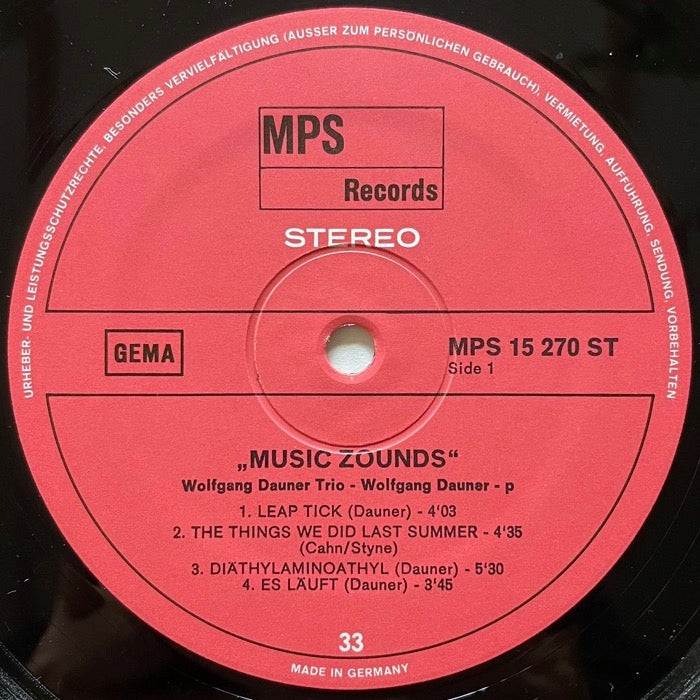 URHEBER- UND LEISTUNGSSCHUTZRECHTE, BESONDERS VERVIELFÄLTIGUNG (AUSSER ZUM PERSÖNLICHEN GEBRAUCH), VERMIETUNG, AUFFÜHRUNG, SENDUNG, VORBEHALTEN
MPS
Records
STEREO
GEMA
MPS 15 270 ST
Side 1
„MUSIC ZOUNDS“
Wolfgang Dauner Trio - Wolfgang Dauner - p
1. LEAP TICK (Dauner) - 4'03
2. THE THINGS WE DID LAST SUMMER - 4'35
(Cahn/Styne)
3. DIÄTHYLAMINOATHYL (Dauner) - 5'30
4. ES LÄUFT (Dauner) - 3'45
33
MADE IN GERMANY